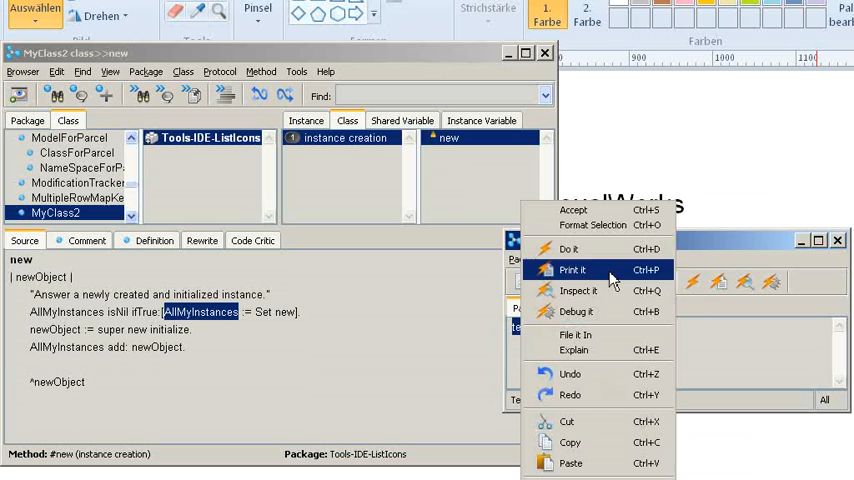 Auswählen
Drehen
Tools
Pinsel
Formen
Strichstärke
1.
Farbe
2.
Farbe
Farben
Pal
bearb
MyClass2 class>>new
Browser Edit Find View Package Class Protocol Method Tools Help
Find:
Package Class
Instance Class Shared Variable Instance Variable
ModelForParcel
ClassForParcel
NameSpaceForP
ModificationTracker
MultipleRowMapKe
MyClass2
Tools-IDE-ListIcons
instance creation
new
Source Comment Definition Rewrite Code Critic
new
| newObject |
"Answer a newly created and initialized instance."
AllMyInstances isNil ifTrue:[AllMyInstances := Set new].
newObject := super new initialize.
AllMyInstances add: newObject.
^newObject
Method: #new (instance creation)
Package: Tools-IDE-ListIcons
900
1000
1100
Accept Ctrl+S
Format Selection Ctrl+O
Do it Ctrl+D
Print it Ctrl+P
Inspect it Ctrl+Q
Debug it Ctrl+B
File it In
Explain Ctrl+E
Undo Ctrl+Z
Redo Ctrl+Y
Cut Ctrl+X
Copy Ctrl+C
Paste Ctrl+V
All